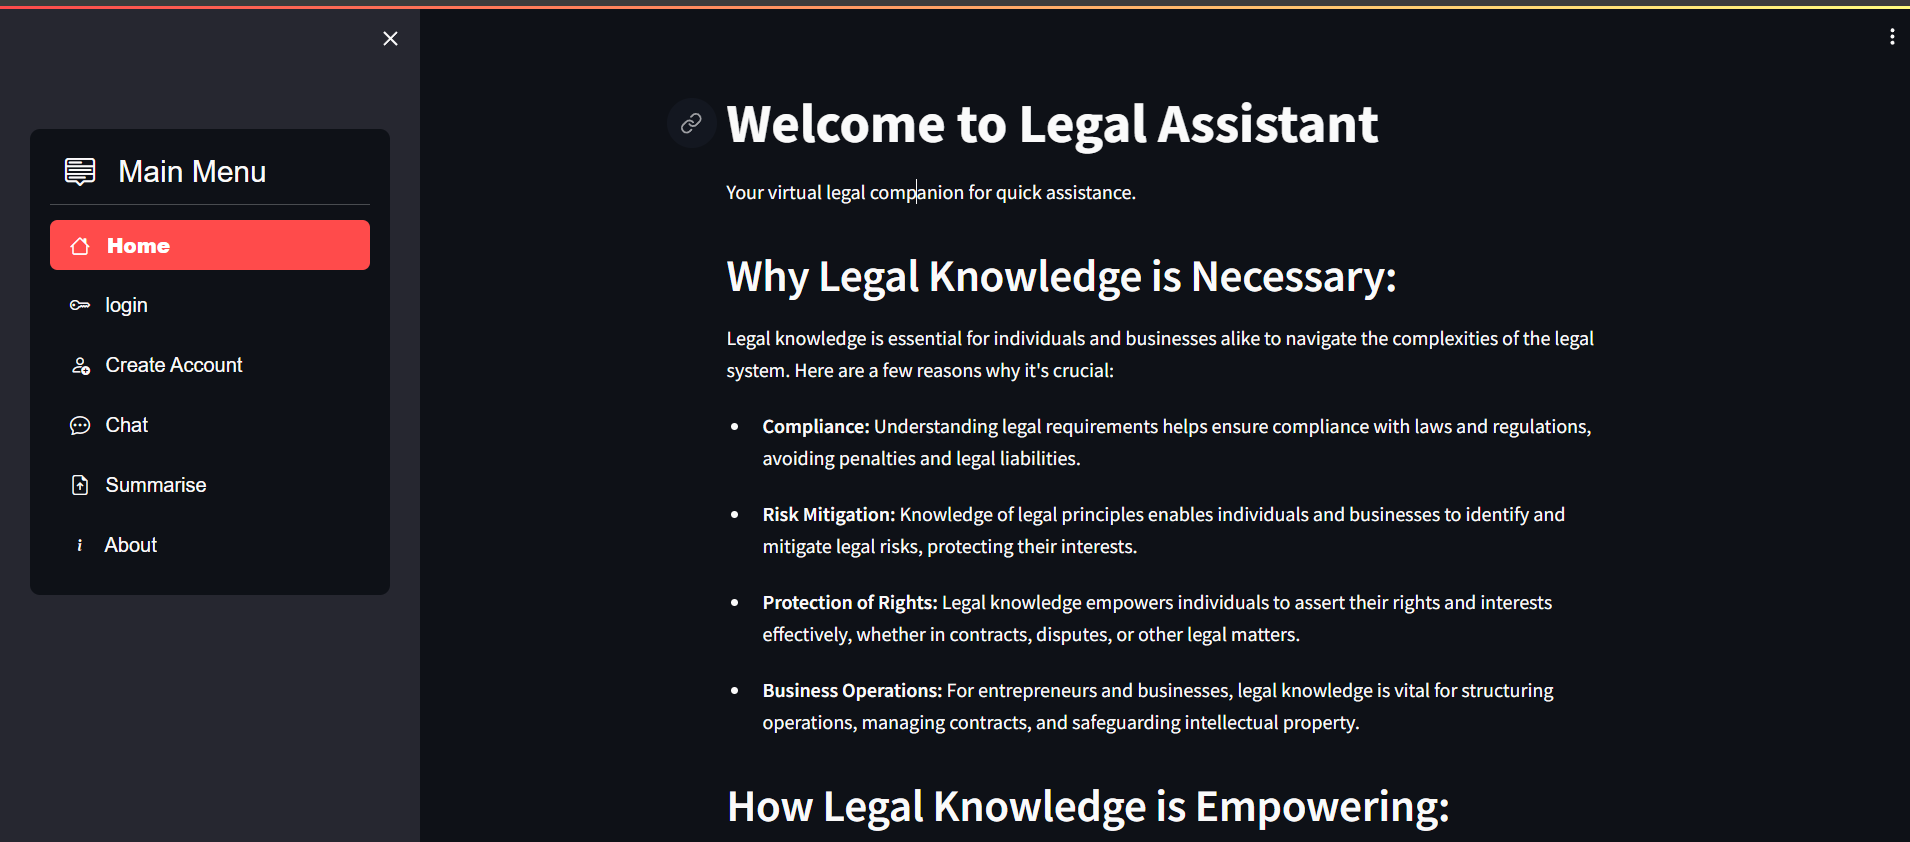 Main Menu
Home
login
Create Account
Chat
Summarise
About
Welcome to Legal Assistant
Your virtual legal companion for quick assistance.
Why Legal Knowledge is Necessary:
Legal knowledge is essential for individuals and businesses alike to navigate the complexities of the legal
system. Here are a few reasons why it's crucial:
Compliance: Understanding legal requirements helps ensure compliance with laws and regulations,
avoiding penalties and legal liabilities.
Risk Mitigation: Knowledge of legal principles enables individuals and businesses to identify and
mitigate legal risks, protecting their interests.
Protection of Rights: Legal knowledge empowers individuals to assert their rights and interests
effectively, whether in contracts, disputes, or other legal matters.
Business Operations: For entrepreneurs and businesses, legal knowledge is vital for structuring
operations, managing contracts, and safeguarding intellectual property.
How Legal Knowledge is Empowering: